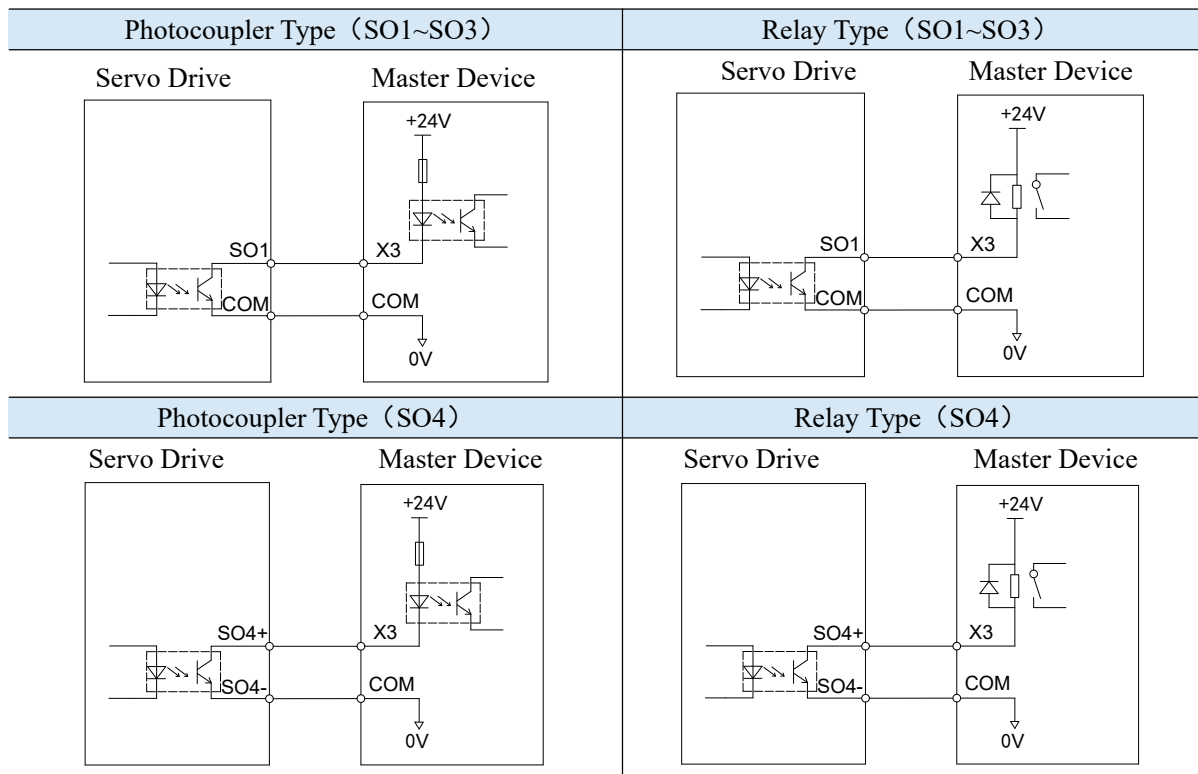 Photocoupler Type（SO1~SO3）
Servo Drive
Master Device
+24V
SO1
X3
COM
COM
0V
Relay Type（SO1~SO3）
Servo Drive
Master Device
+24V
SO1
X3
COM
COM
0V
Photocoupler Type（SO4）
Servo Drive
Master Device
+24V
SO4+
X3
SO4-
COM
0V
Relay Type（SO4）
Servo Drive
Master Device
+24V
SO4+
X3
SO4-
COM
0V